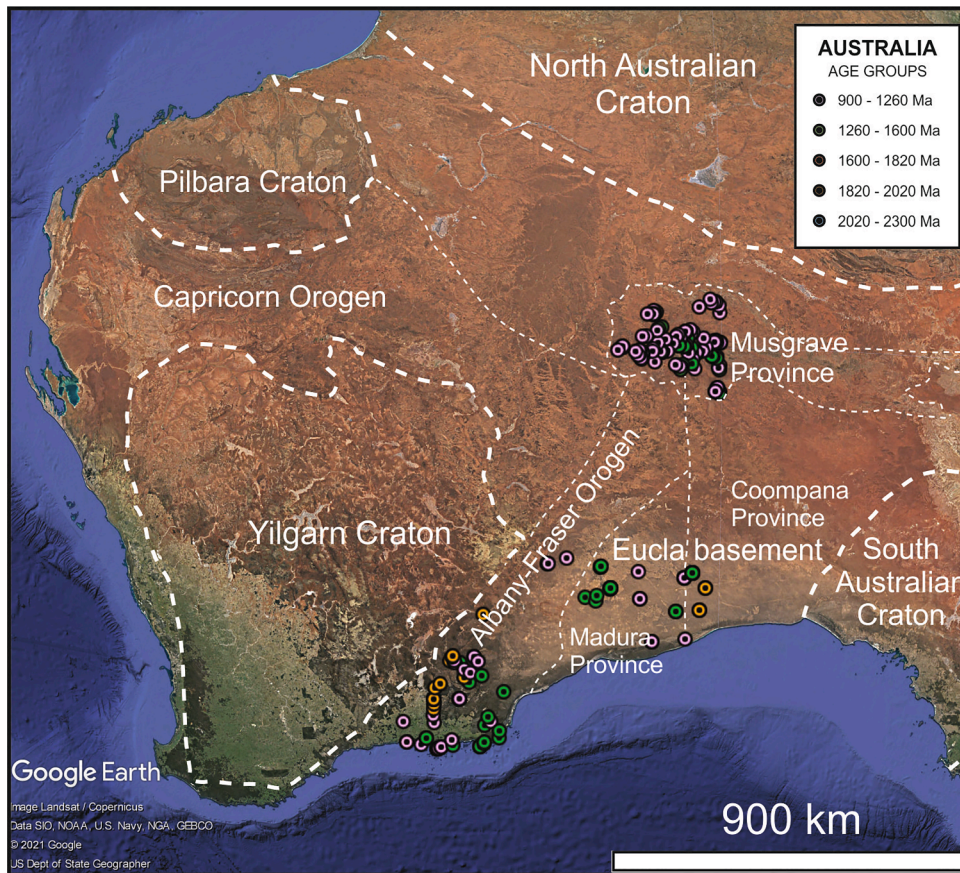 AUSTRALIA
AGE GROUPS
900 - 1260 Ma
1260 - 1600 Ma
1600 - 1820 Ma
1820 - 2020 Ma
2020 - 2300 Ma
North Australian
Craton
Pilbara Craton
Capricorn Orogen
Musgrave
Province
Yilgarn Craton
Albany-Fraser Orogen
Coompana
Province
Eucla basement
South
Australian
Craton
Madura
Province
Google Earth
Image Landsat / Copernicus
Data SIO, NOAA, U.S. Navy, NGA, GEBCO
© 2021 Google
US Dept of State Geographer
900 km